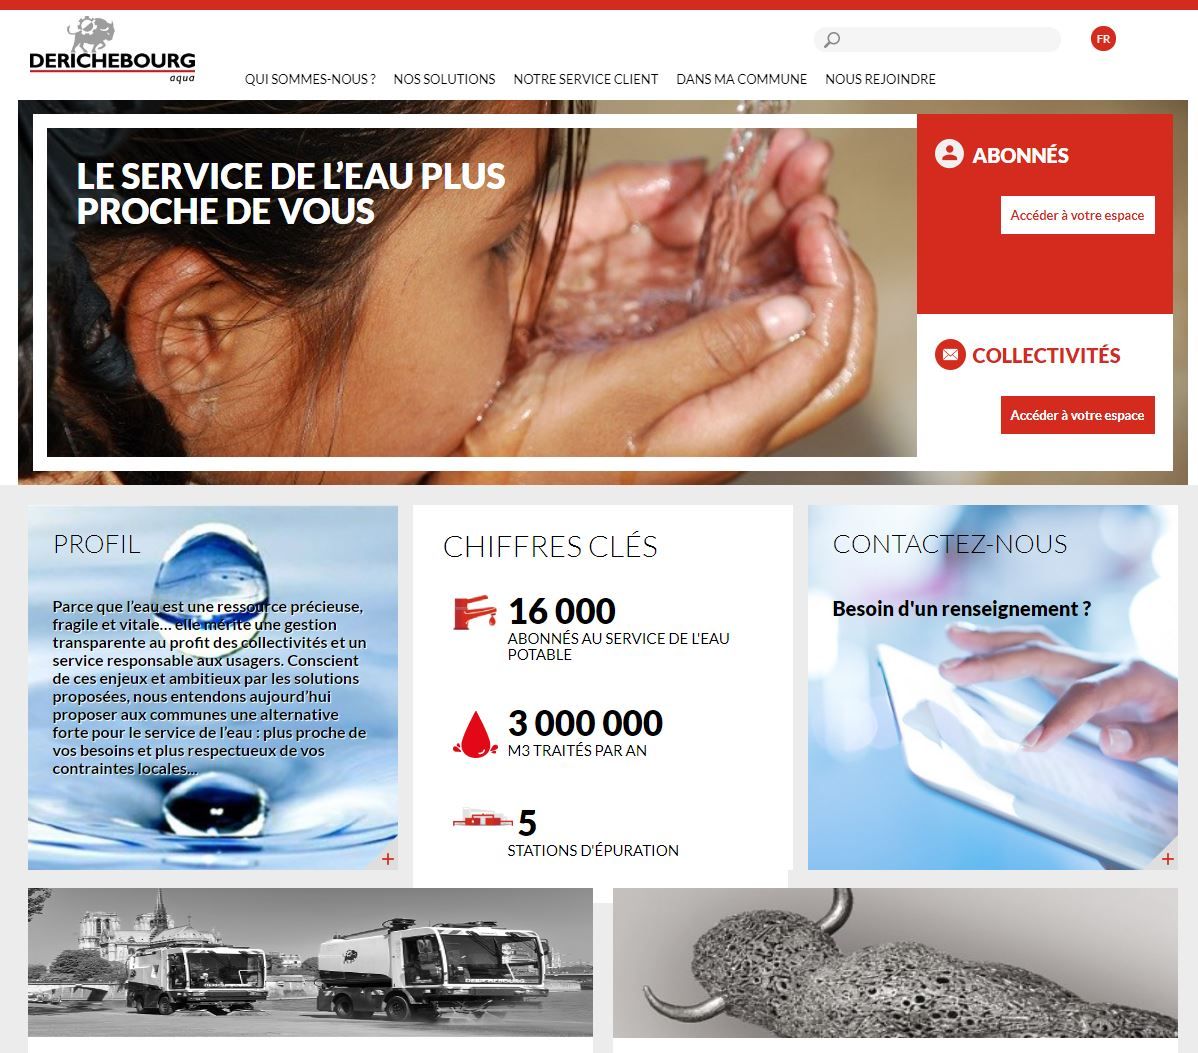 DERICHEBOURG
aqua
FR
QUI SOMMES-NOUS ? NOS SOLUTIONS NOTRE SERVICE CLIENT DANS MA COMMUNE NOUS REJOINDRE
LE SERVICE DE L'EAU PLUS
PROCHE DE VOUS
ABONNÉS
Accéder à votre espace
COLLECTIVITÉS
Accéder à votre espace
PROFIL
Parce que l'eau est une ressource précieuse,
fragile et vitale... elle mérite une gestion
transparente au profit des collectivités et un
service responsable aux usagers. Conscient
de ces enjeux et ambitieux par les solutions
proposées, nous entendons aujourd'hui
proposer aux communes une alternative
forte pour le service de l'eau : plus proche de
vos besoins et plus respectueux de vos
contraintes locales...
+
CHIFFRES CLÉS
16 000
ABONNÉS AU SERVICE DE L'EAU
POTABLE
3 000 000
M3 TRAITÉS PAR AN
5
STATIONS D'ÉPURATION
CONTACTEZ-NOUS
Besoin d'un renseignement ?
+
DERICHEBOURG